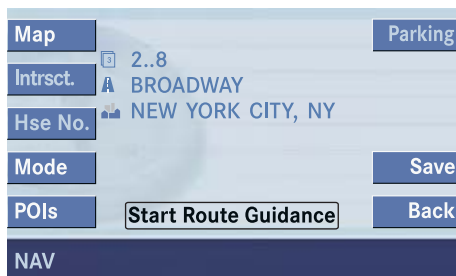 Map
Parking
3 2..8
Intrsct.
BROADWAY
Hse No.
NEW YORK CITY, NY
Mode
Save
POIs
Start Route Guidance
Back
NAV